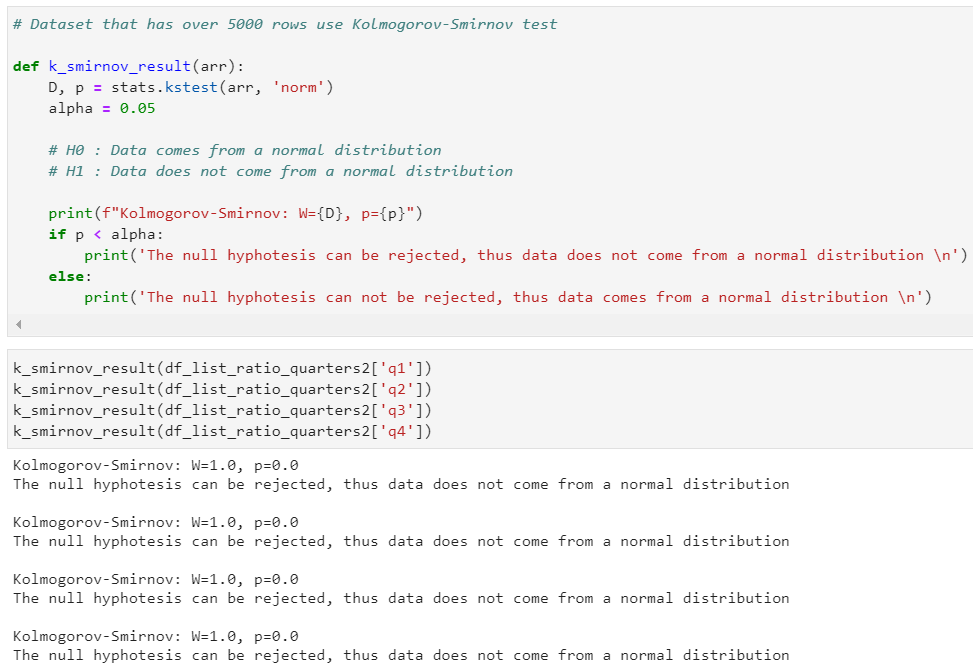 # Dataset that has over 5000 rows use Kolmogorov-Smirnov test
def k_smirnov_result(arr):
    D, p = stats.kstest(arr, 'norm')
    alpha = 0.05
    # H0 : Data comes from a normal distribution
    # H1 : Data does not come from a normal distribution
    print(f"Kolmogorov-Smirnov: W={D}, p={p}")
    if p < alpha:
        print('The null hyphotesis can be rejected, thus data does not come from a normal distribution \n')
    else:
        print('The null hyphotesis can not be rejected, thus data comes from a normal distribution \n')
k_smirnov_result(df_list_ratio_quarters2['q1'])
k_smirnov_result(df_list_ratio_quarters2['q2'])
k_smirnov_result(df_list_ratio_quarters2['q3'])
k_smirnov_result(df_list_ratio_quarters2['q4'])
Kolmogorov-Smirnov: W=1.0, p=0.0
The null hyphotesis can be rejected, thus data does not come from a normal distribution
Kolmogorov-Smirnov: W=1.0, p=0.0
The null hyphotesis can be rejected, thus data does not come from a normal distribution
Kolmogorov-Smirnov: W=1.0, p=0.0
The null hyphotesis can be rejected, thus data does not come from a normal distribution
Kolmogorov-Smirnov: W=1.0, p=0.0
The null hyphotesis can be rejected, thus data does not come from a normal distribution